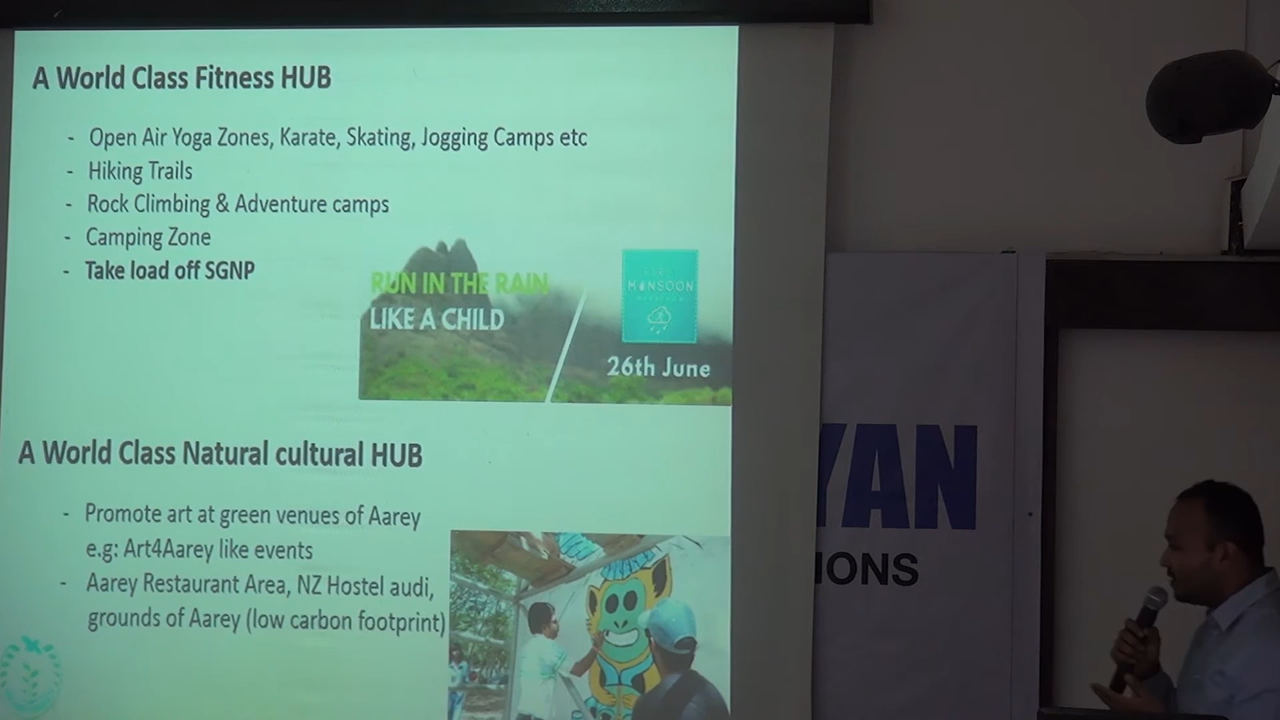 A World Class Fitness HUB
- Open Air Yoga Zones, Karate, Skating, Jogging Camps etc
- Hiking Trails
- Rock Climbing & Adventure camps
- Camping Zone
- Take load off SGNP
RUN IN THE RAIN
LIKE A CHILD
MONSOON
26th June
A World Class Natural cultural HUB
- Promote art at green venues of Aarey
e.g: Art4Aarey like events
- Aarey Restaurant Area, NZ Hostel audi,
grounds of Aarey (low carbon footprint)
YAN
IONS